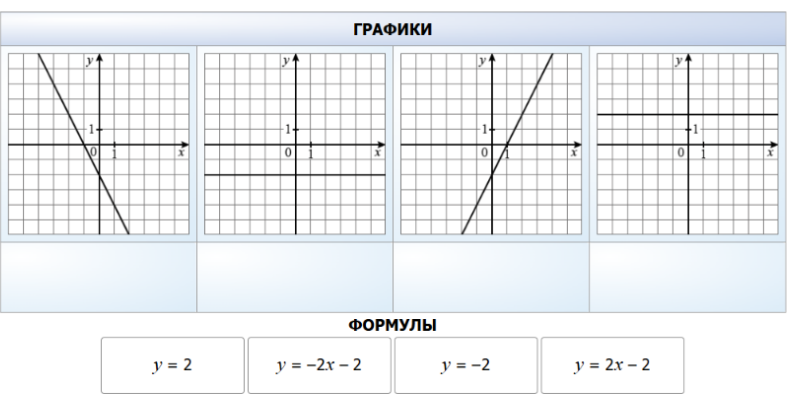 ГРАФИКИ
y y y y
1 1 1 1
0 1 x 0 1 x 0 1 x 0 1 x
ФОРМУЛЫ
y = 2 y = −2x − 2 y = −2 y = 2x − 2